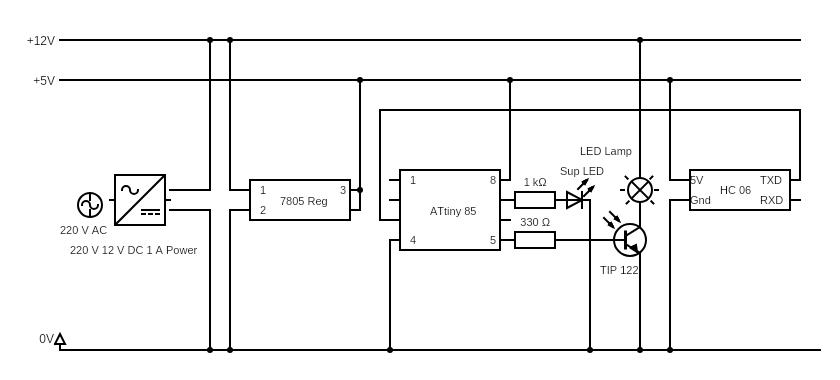 +12V
+5V
LED Lamp
Sup LED
1 8 1 kΩ 5V TXD
1 3 HC 06
7805 Reg
Gnd RXD
2 ATtiny 85
220 V AC 330 Ω
4 5
220 V 12 V DC 1 A Power
TIP 122
0V